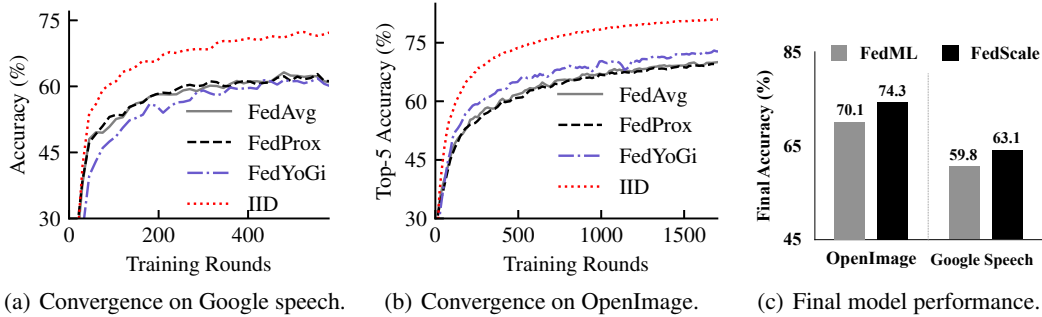 75
60
45
30
Accuracy (%)
0
200
400
Training Rounds
FedAvg
FedProx
FedYoGi
IID
(a) Convergence on Google speech.
75
60
45
30
Top-5 Accuracy (%)
0
500
1000
1500
Training Rounds
FedAvg
FedProx
FedYoGi
IID
(b) Convergence on OpenImage.
FedML
FedScale
85
65
45
Final Accuracy (%)
70.1
74.3
59.8
63.1
OpenImage
Google Speech
(c) Final model performance.